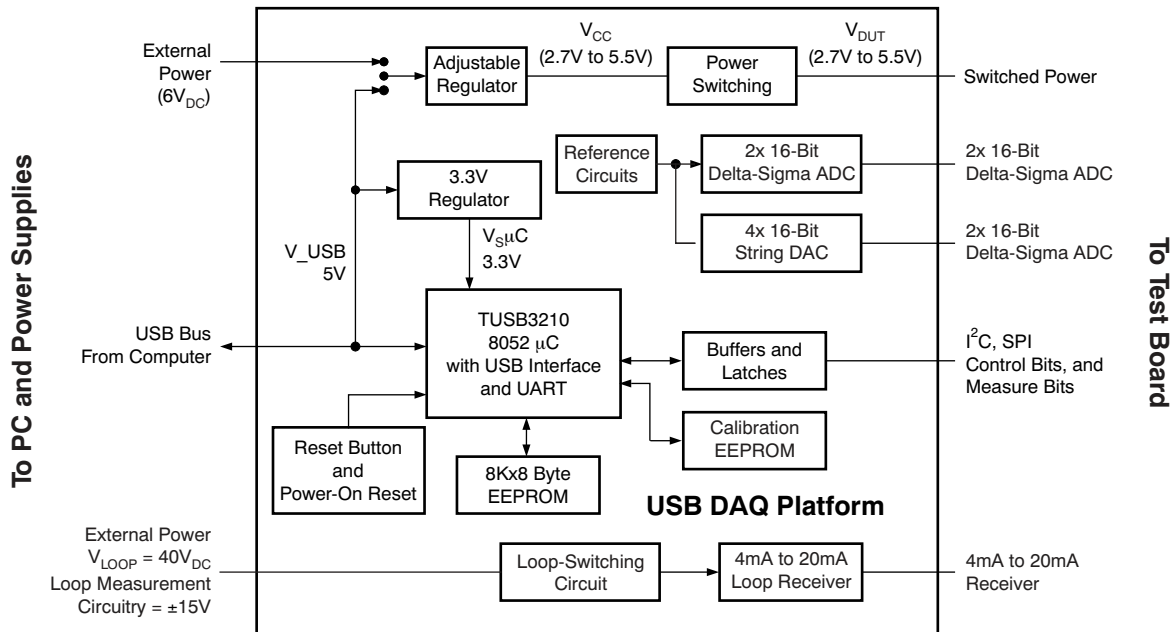 To PC and Power Supplies
External
Power
(6V_DC)
V_CC
(2.7V to 5.5V)
V_DUT
(2.7V to 5.5V)
Adjustable
Regulator
Power
Switching
Switched Power
Reference
Circuits
2x 16-Bit
Delta-Sigma ADC
2x 16-Bit
Delta-Sigma ADC
3.3V
Regulator
4x 16-Bit
String DAC
2x 16-Bit
Delta-Sigma ADC
V_SμC
3.3V
V_USB
5V
USB Bus
From Computer
TUSB3210
8052 μC
with USB Interface
and UART
Buffers and
Latches
I²C, SPI
Control Bits, and
Measure Bits
Reset Button
and
Power-On Reset
8Kx8 Byte
EEPROM
Calibration
EEPROM
USB DAQ Platform
External Power
V_LOOP = 40V_DC
Loop Measurement
Circuitry = ±15V
Loop-Switching
Circuit
4mA to 20mA
Loop Receiver
4mA to 20mA
Receiver
To Test Board